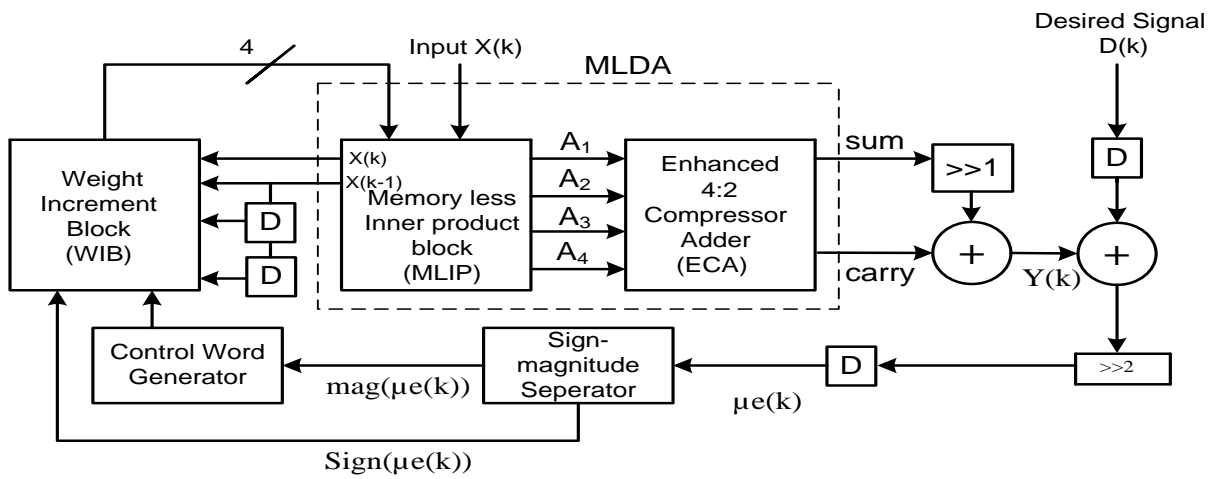 4
Input X(k)
Desired Signal
D(k)
MLDA
Weight
Increment
Block
(WIB)
X(k)
X(k-1)
D
D
Memory less
Inner product
block
(MLIP)
A1
A2
A3
A4
Enhanced
4:2
Compressor
Adder
(ECA)
sum
carry
>>1
D
+
+
Y(k)
Control Word
Generator
mag(μe(k))
Sign-
magnitude
Seperator
D
μe(k)
>>2
Sign(μe(k))